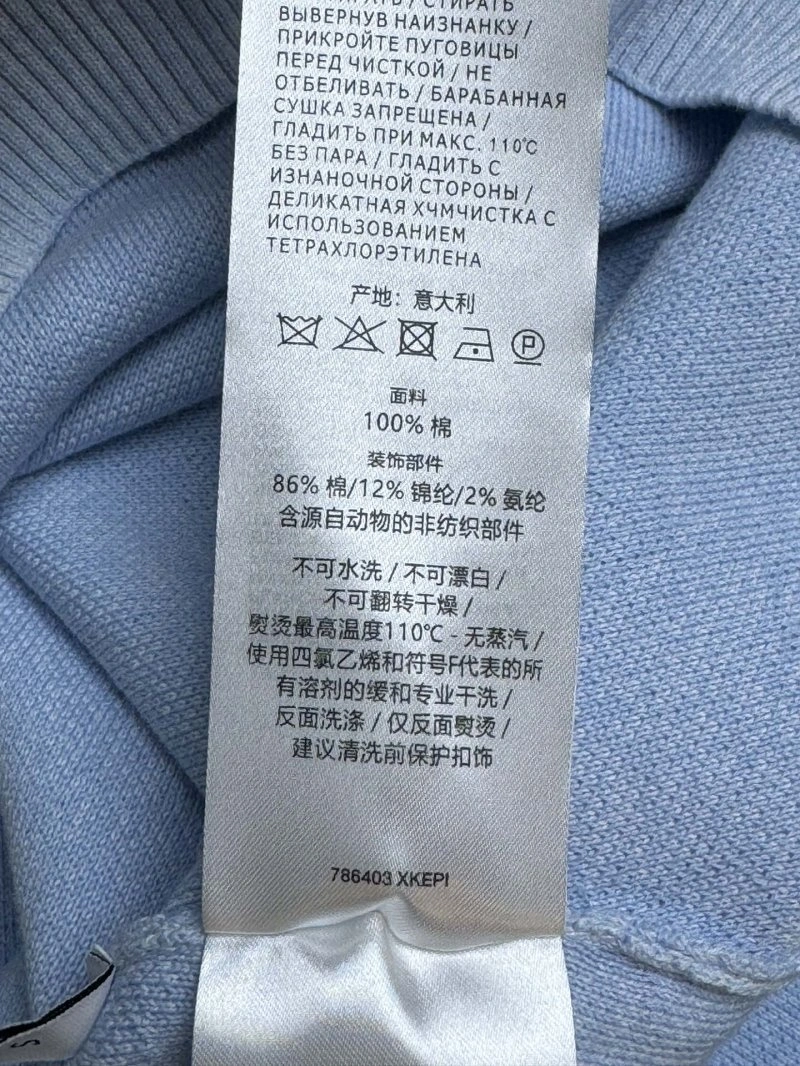 СТИРАТЬ
ВЫВЕРНУВ НАИЗНАНКУ /
ПРИКРОЙТЕ ПУГОВИЦЫ
ПЕРЕД ЧИСТКОЙ / НЕ
ОТБЕЛИВАТЬ / БАРАБАННАЯ
СУШКА ЗАПРЕЩЕНА /
ГЛАДИТЬ ПРИ МАКС. 110℃
БЕЗ ПАРА / ГЛАДИТЬ С
ИЗНАНОЧНОЙ СТОРОНЫ /
ДЕЛИКАТНАЯ ХЧМЧИСТКА С
ИСПОЛЬЗОВАНИЕМ
ТЕТРАХЛОРЭТИЛЕНА
产地：意大利
P
面料
100% 棉
装饰部件
86% 棉/12% 锦纶/2% 氨纶
含源自动物的非纺织部件
不可水洗 / 不可漂白 /
不可翻转干燥 /
熨烫最高温度110℃ - 无蒸汽 /
使用四氯乙烯和符号F代表的所
有溶剂的缓和专业干洗 /
反面洗涤 / 仅反面熨烫 /
建议清洗前保护扣饰
786403 XKEPI
S